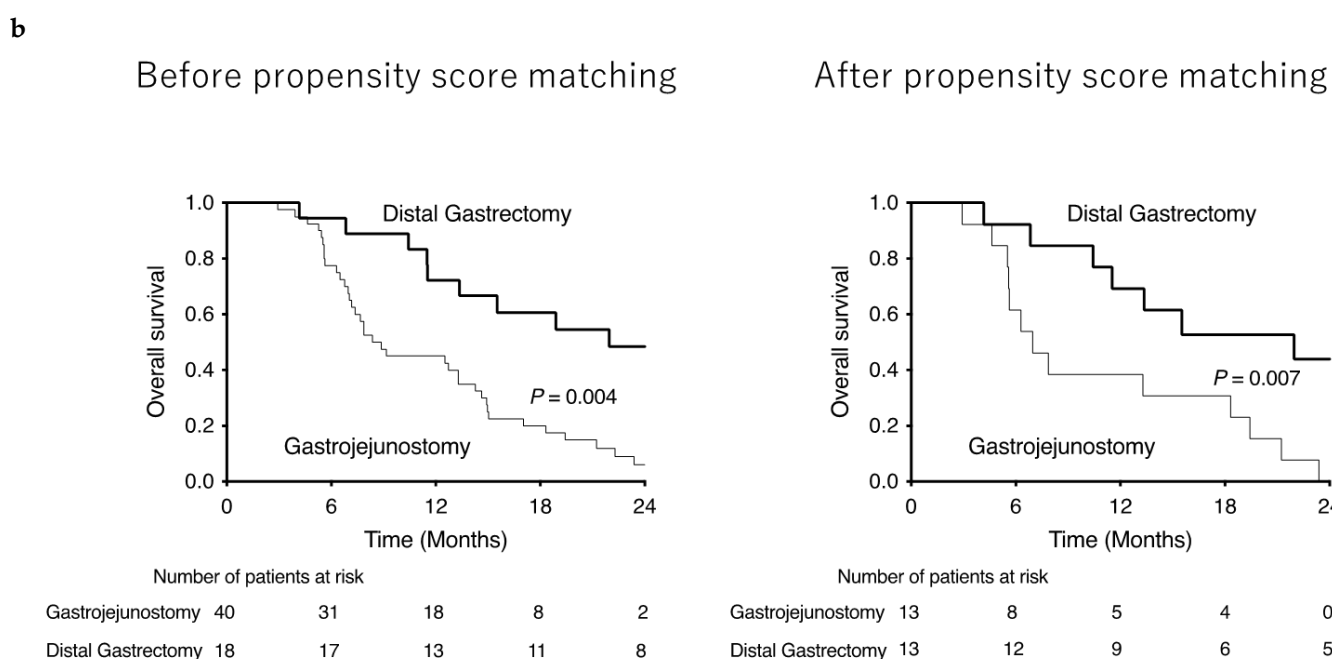 b
Before propensity score matching
After propensity score matching
1.0
0.8
0.6
0.4
0.2
0.0
Overall survival
Distal Gastrectomy
P = 0.004
Gastrojejunostomy
0 6 12 18 24
Time (Months)
Number of patients at risk
Gastrojejunostomy 40 31 18 8 2
Distal Gastrectomy 18 17 13 11 8
1.0
0.8
0.6
0.4
0.2
0.0
Overall survival
Distal Gastrectomy
P = 0.007
Gastrojejunostomy
0 6 12 18
Time (Months)
Number of patients at risk
Gastrojejunostomy 13 8 5 4 0
Distal Gastrectomy 13 12 9 6 5